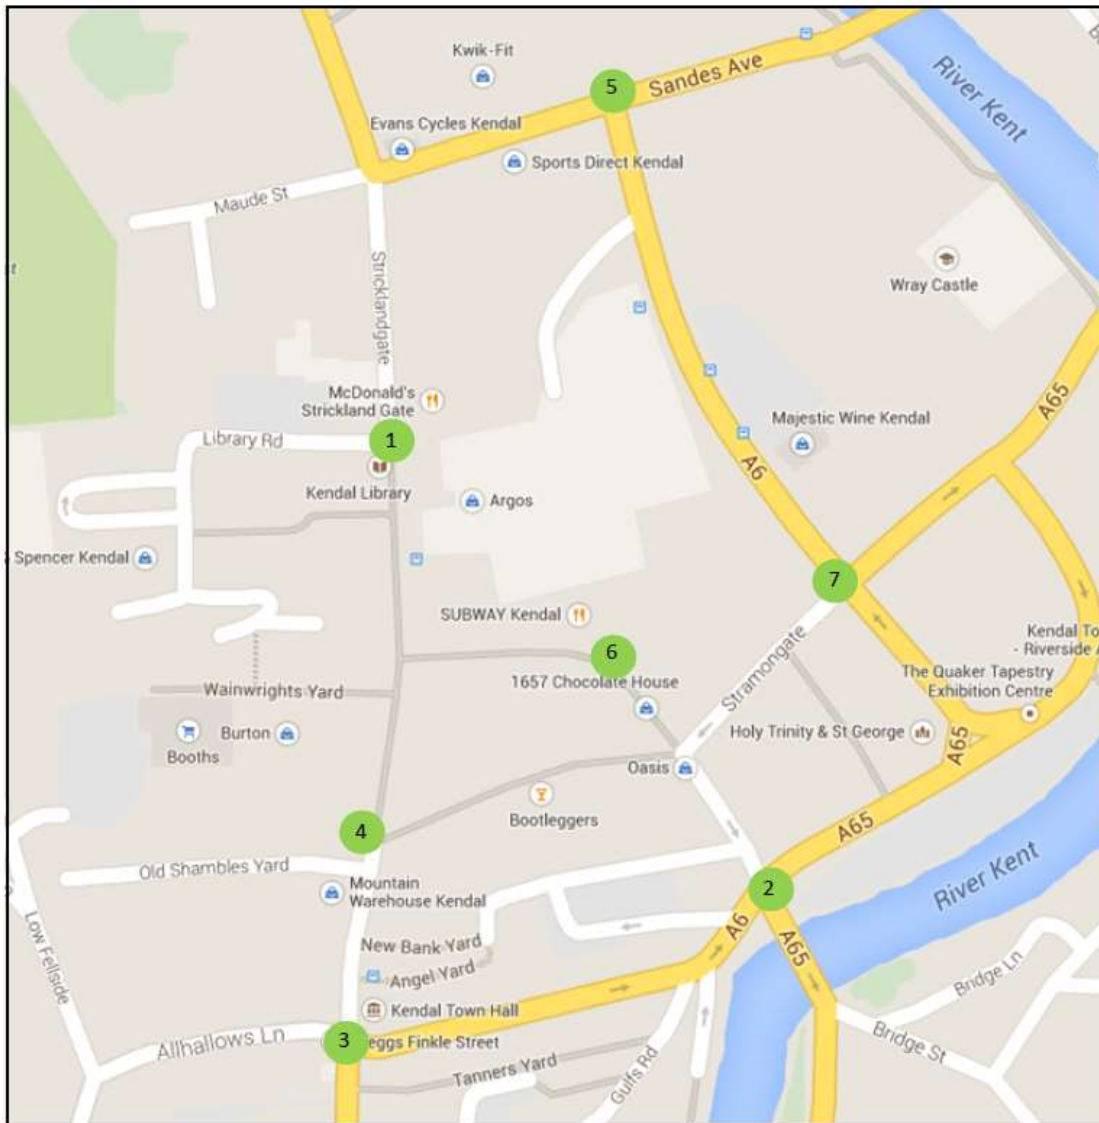 Kwik-Fit
5
Sandes Ave
River Kent
Evans Cycles Kendal
Sports Direct Kendal
Maude St
Stricklandgate
Wray Castle
McDonald's
Strickland Gate
A65
Majestic Wine Kendal
Library Rd
1
A6
Kendal Library
Argos
Spencer Kendal
7
SUBWAY Kendal
6
Stramongate
Kendal To
- Riverside A
1657 Chocolate House
The Quaker Tapestry
Exhibition Centre
Wainwrights Yard
Burton
Booths
Holy Trinity & St George
A65
Oasis
Bootleggers
4
A65
Old Shambles Yard
Mountain
Warehouse Kendal
2
River Kent
Low Fellside
New Bank Yard
A6
A65
Angel Yard
Bridge Ln
Kendal Town Hall
Allhallows Ln
3
eggs Finkle Street
Bridge St
Tanners Yard
Gulfs Rd